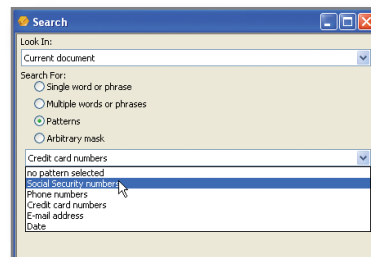 Search
Look In:
Current document
Search For:
Single word or phrase
Multiple words or phrases
Patterns
Arbitrary mask
Credit card numbers
no pattern selected
Social Security numbers
Phone numbers
Credit card numbers
E-mail address
Date